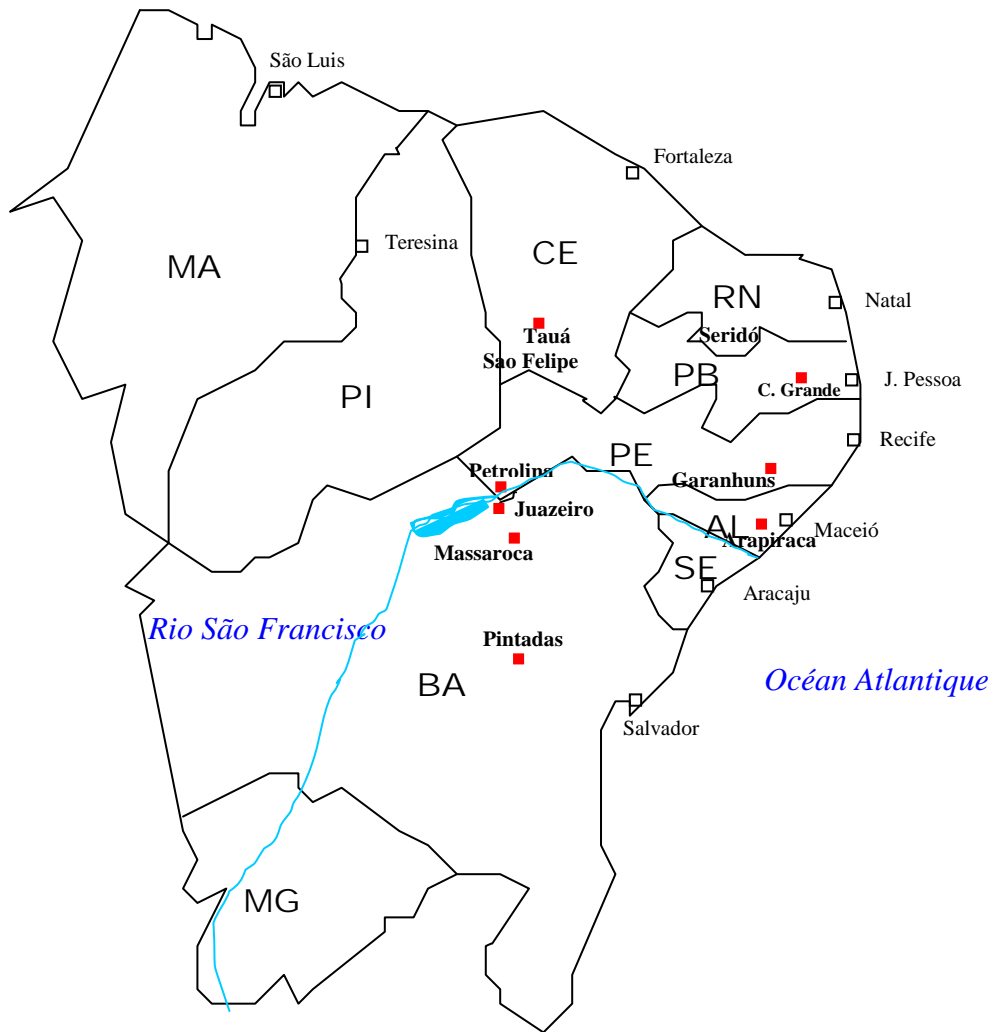 São Luis
Fortaleza
Teresina
CE
MA
RN
Natal
Tauá
Seridó
Sao Felipe
PB
J. Pessoa
C. Grande
PI
Recife
PE
Petrolina
Garanhuns
Juazeiro
AL
Maceió
Arapiraca
Massaroca
SE
Aracaju
Rio São Francisco
Pintadas
BA
Océan Atlantique
Salvador
MG